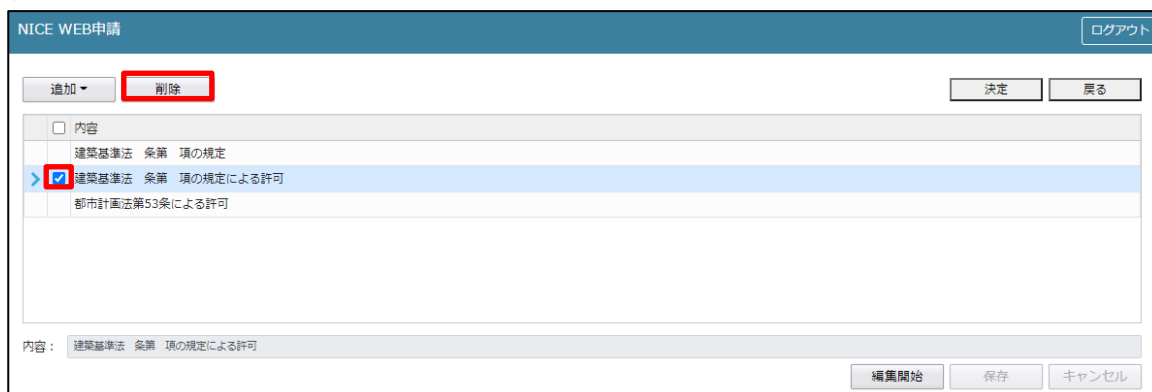 NICE WEB申請
ログアウト
追加 削除 決定 戻る
内容
建築基準法　条第　項の規定
建築基準法　条第　項の規定による許可
都市計画法第53条による許可
内容： 建築基準法　条第　項の規定による許可
編集開始 保存 キャンセル